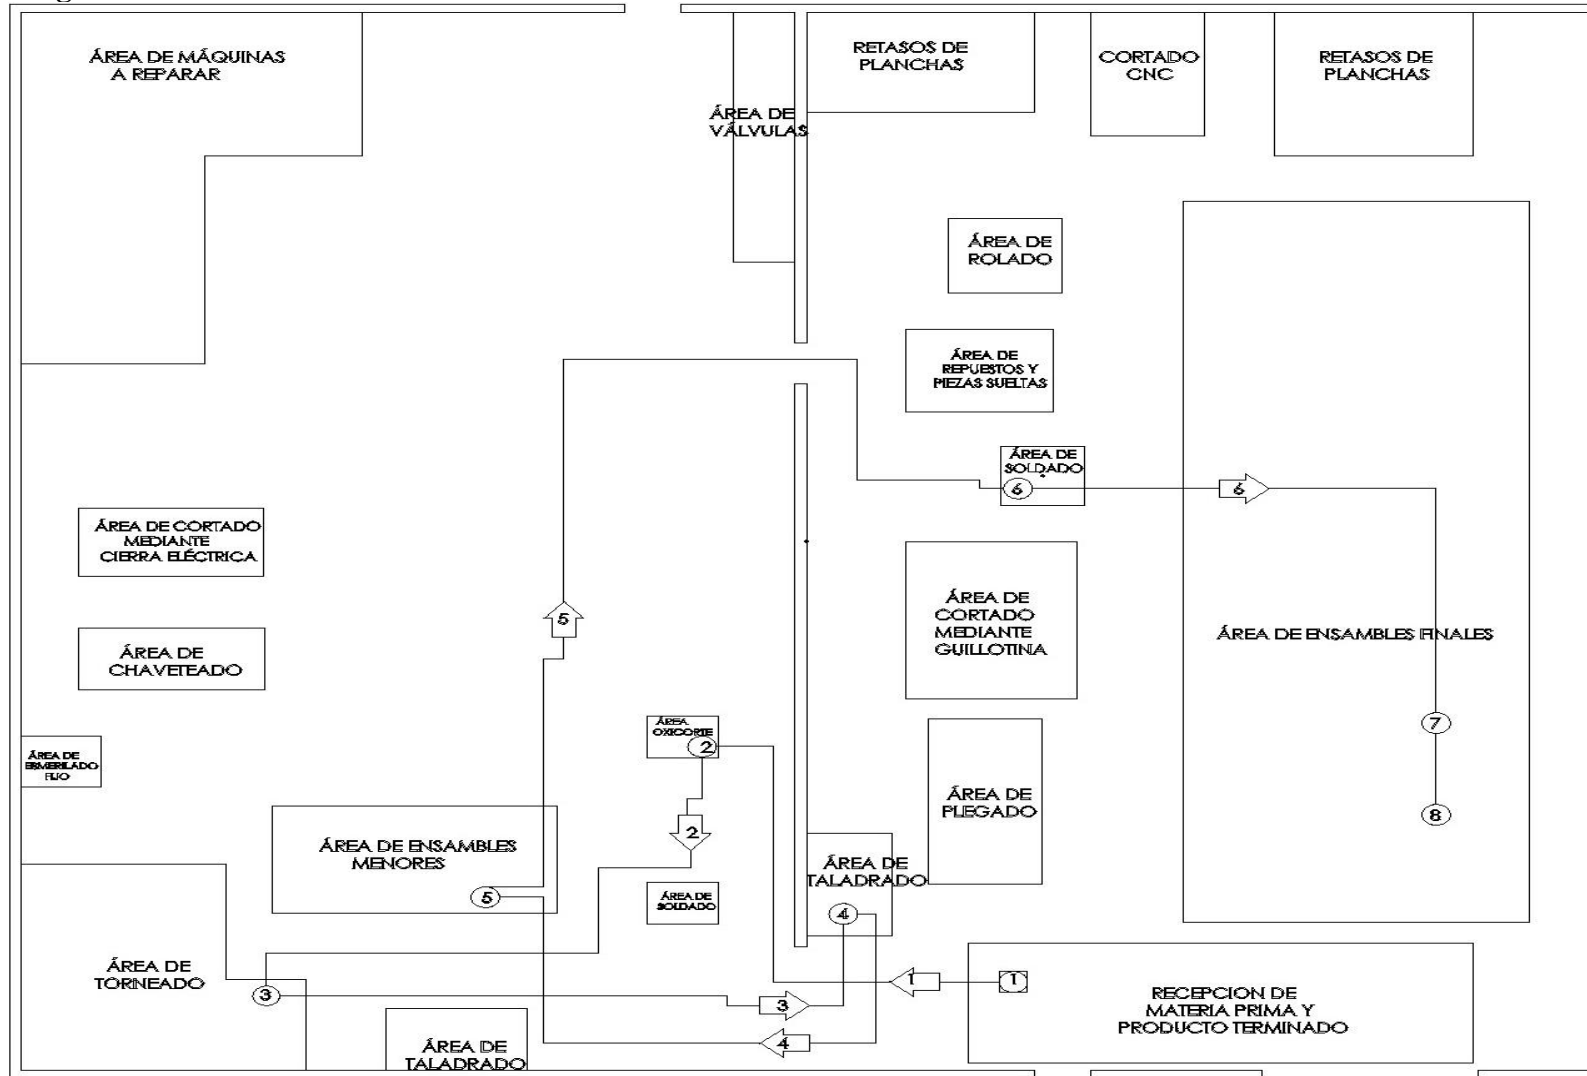 ÁREA DE MÁQUINAS
A REPARAR
ÁREA DE
VÁLVULAS
RETASOS DE
PLANCHAS
CORTADO
CNC
RETASOS DE
PLANCHAS
ÁREA DE
ROLADO
ÁREA DE
REPUESTOS Y
PIEZAS SUELTAS
ÁREA DE
SOLDADO
6
6
ÁREA DE CORTADO
MEDIANTE
CIERRA ELÉCTRICA
5
ÁREA DE
CORTADO
MEDIANTE
GUILLOTINA
ÁREA DE ENSAMBLES FINALES
ÁREA DE
CHAVETEADO
ÁREA
OXICORTE
2
7
ÁREA DE
ESMERILADO
FIJO
2
ÁREA DE
PLEGADO
8
ÁREA DE ENSAMBLES
MENORES
5
ÁREA DE
SOLDADO
ÁREA DE
TALADRADO
4
ÁREA DE
TORNEADO
3
3
1
1
RECEPCION DE
MATERIA PRIMA Y
PRODUCTO TERMINADO
4
ÁREA DE
TALADRADO